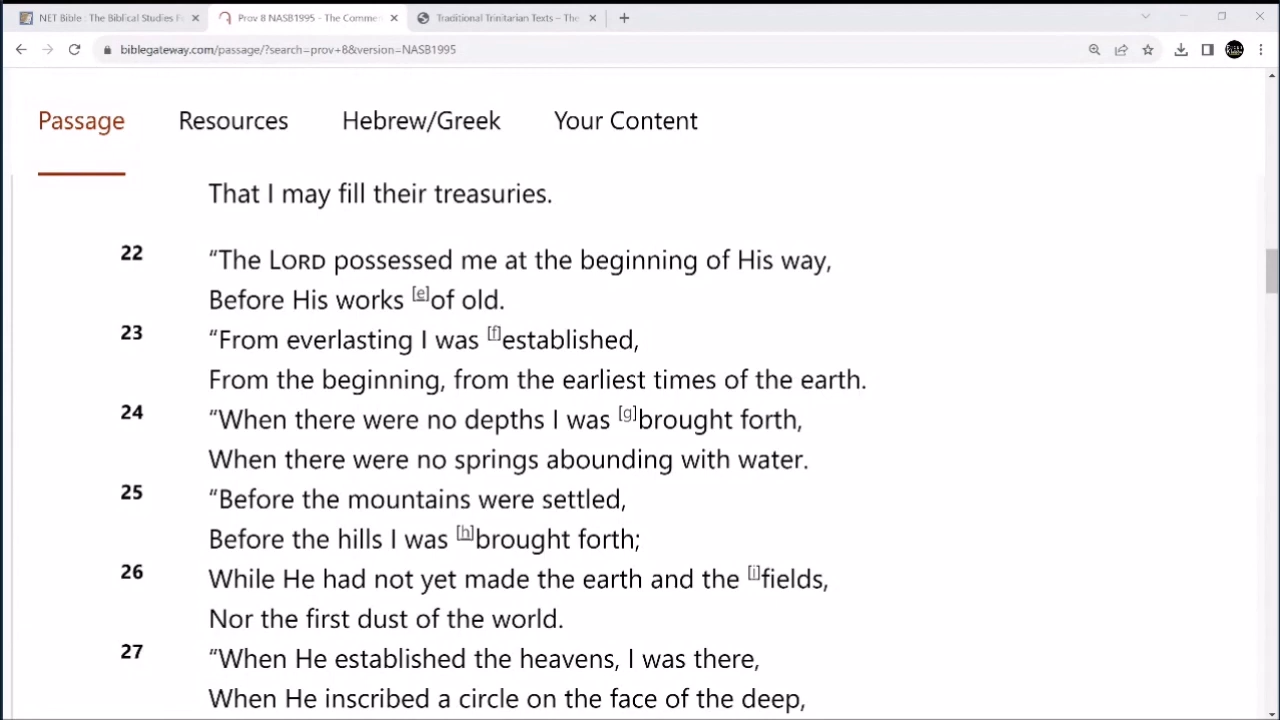 NET Bible : The Biblical Studies F
Prov 8 NASB1995 - The Comme
Traditional Trinitarian Texts – The
biblegateway.com/passage/?search=prov+8&version=NASB1995
Passage Resources Hebrew/Greek Your Content
That I may fill their treasuries.
22 “The LORD possessed me at the beginning of His way,
Before His works [e]of old.
23 “From everlasting I was [f]established,
From the beginning, from the earliest times of the earth.
24 “When there were no depths I was [g]brought forth,
When there were no springs abounding with water.
25 “Before the mountains were settled,
Before the hills I was [h]brought forth;
26 While He had not yet made the earth and the [i]fields,
Nor the first dust of the world.
27 “When He established the heavens, I was there,
When He inscribed a circle on the face of the deep,